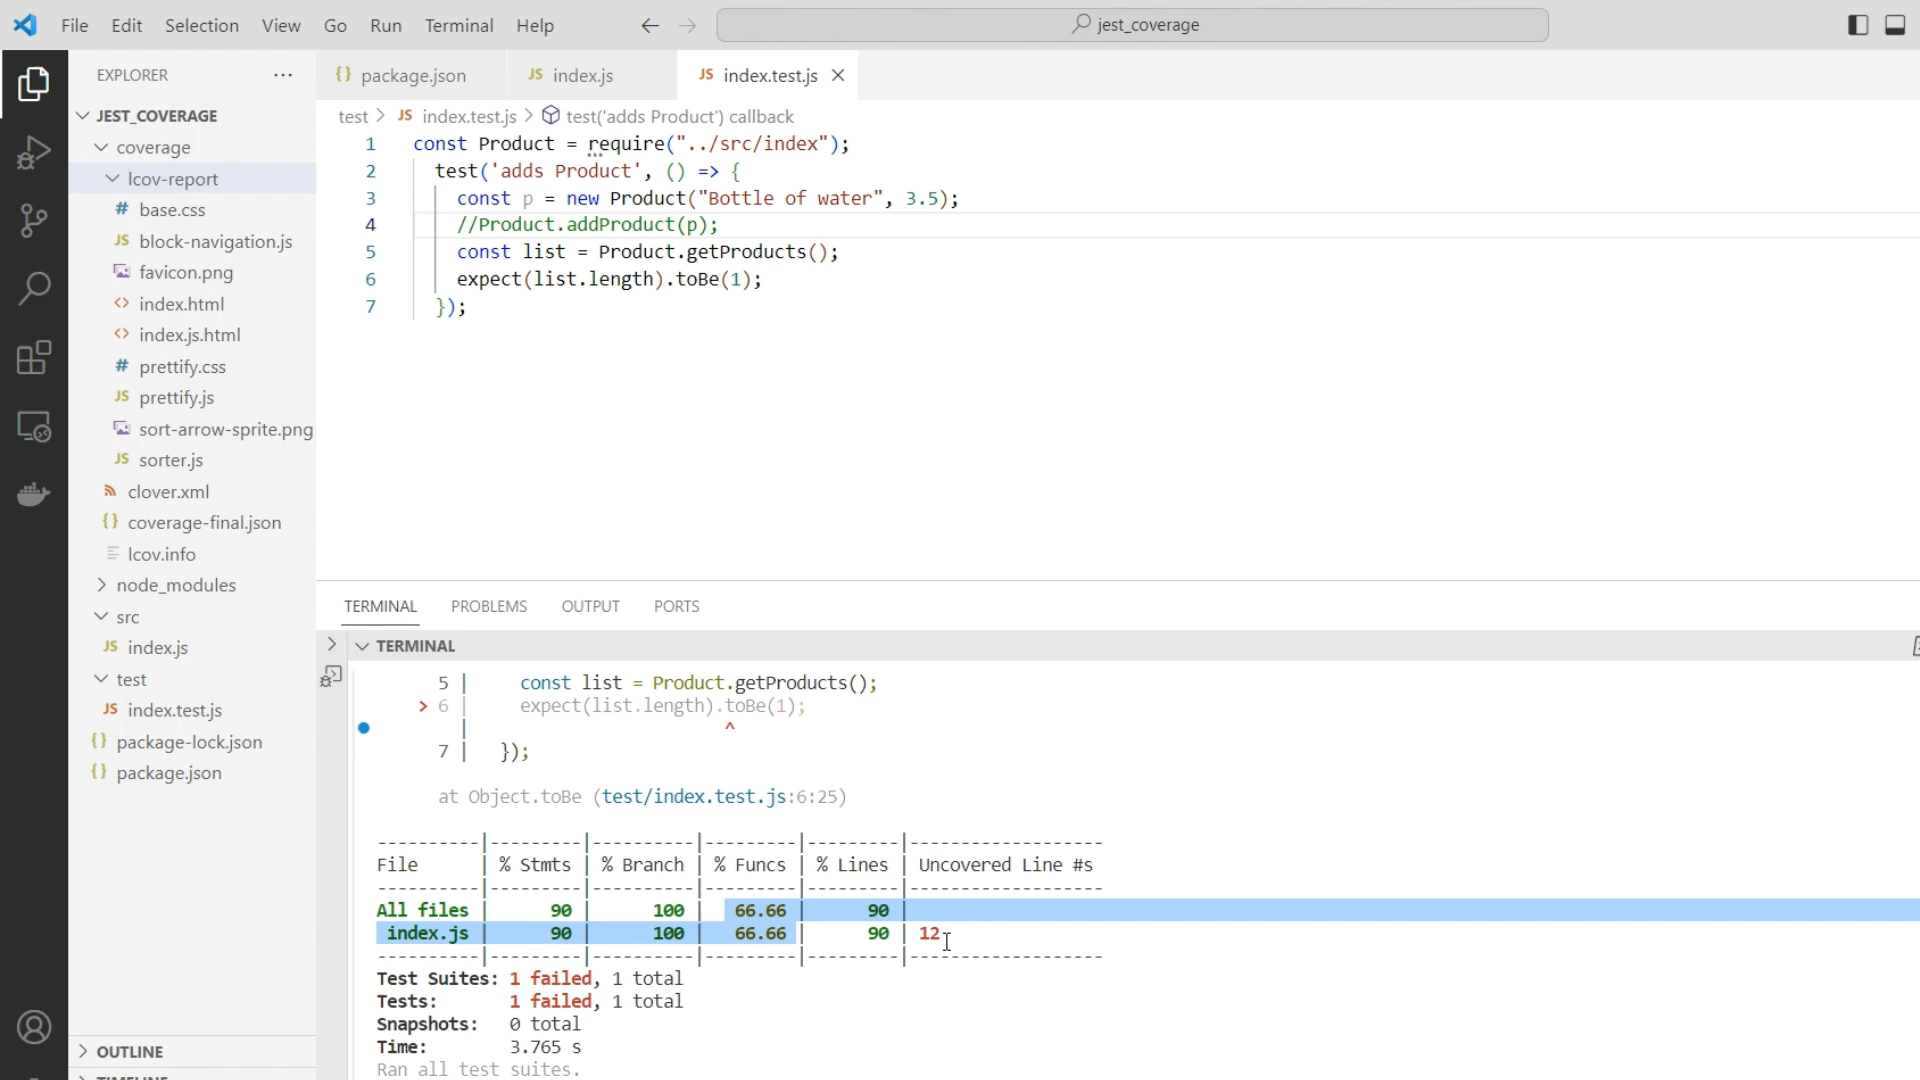 File Edit Selection View Go Run Terminal Help jest_coverage
EXPLORER
JEST_COVERAGE
coverage
lcov-report
# base.css
JS block-navigation.js
favicon.png
<> index.html
<> index.js.html
# prettify.css
JS prettify.js
sort-arrow-sprite.png
JS sorter.js
clover.xml
{} coverage-final.json
lcov.info
node_modules
src
JS index.js
test
JS index.test.js
{} package-lock.json
{} package.json
OUTLINE
TIMELINE
{} package.json JS index.js JS index.test.js
test > JS index.test.js > test('adds Product') callback
1 const Product = require("../src/index");
2 test('adds Product', () => {
3 const p = new Product("Bottle of water", 3.5);
4 //Product.addProduct(p);
5 const list = Product.getProducts();
6 expect(list.length).toBe(1);
7 });
TERMINAL PROBLEMS OUTPUT PORTS
TERMINAL
5 | const list = Product.getProducts();
> 6 | expect(list.length).toBe(1);
| ^
7 | });
at Object.toBe (test/index.test.js:6:25)
----------|---------|----------|---------|---------|-------------------
File | % Stmts | % Branch | % Funcs | % Lines | Uncovered Line #s
----------|---------|----------|---------|---------|-------------------
All files | 90 | 100 | 66.66 | 90 |
index.js | 90 | 100 | 66.66 | 90 | 12
----------|---------|----------|---------|---------|-------------------
Test Suites: 1 failed, 1 total
Tests: 1 failed, 1 total
Snapshots: 0 total
Time: 3.765 s
Ran all test suites.